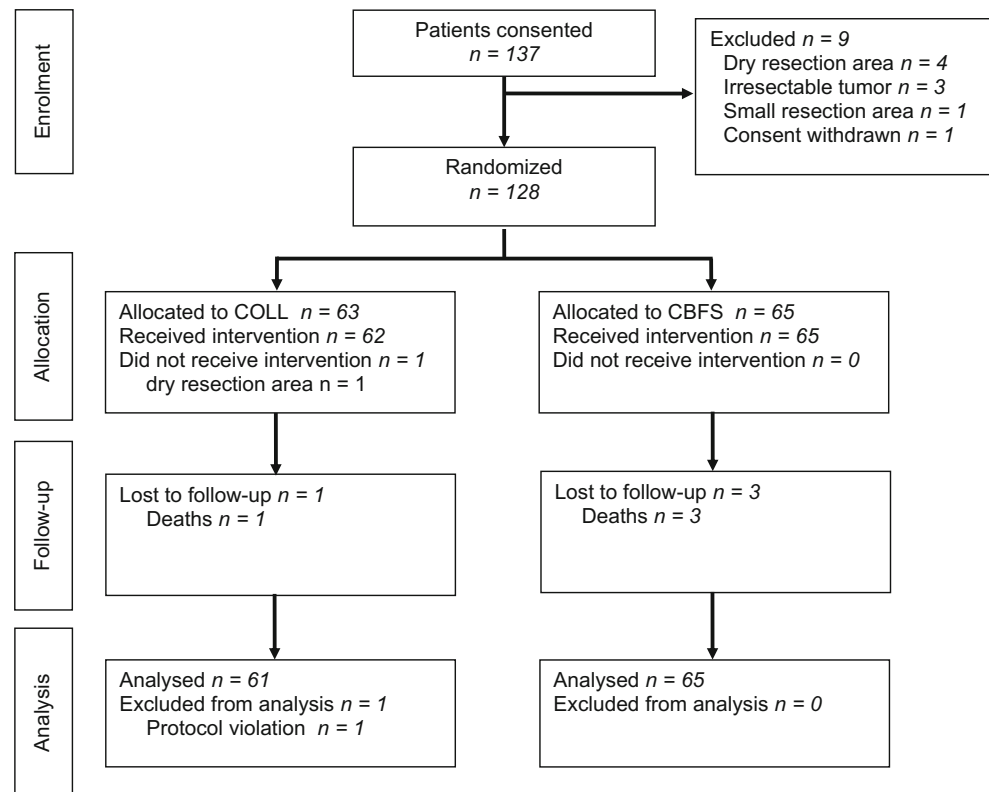 Enrolment
Patients consented
n = 137
Excluded n = 9
Dry resection area n = 4
Irresectable tumor n = 3
Small resection area n = 1
Consent withdrawn n = 1
Randomized
n = 128
Allocation
Allocated to COLL n = 63
Received intervention n = 62
Did not receive intervention n = 1
dry resection area n = 1
Allocated to CBFS n = 65
Received intervention n = 65
Did not receive intervention n = 0
Follow-up
Lost to follow-up n = 1
Deaths n = 1
Lost to follow-up n = 3
Deaths n = 3
Analysis
Analysed n = 61
Excluded from analysis n = 1
Protocol violation n = 1
Analysed n = 65
Excluded from analysis n = 0